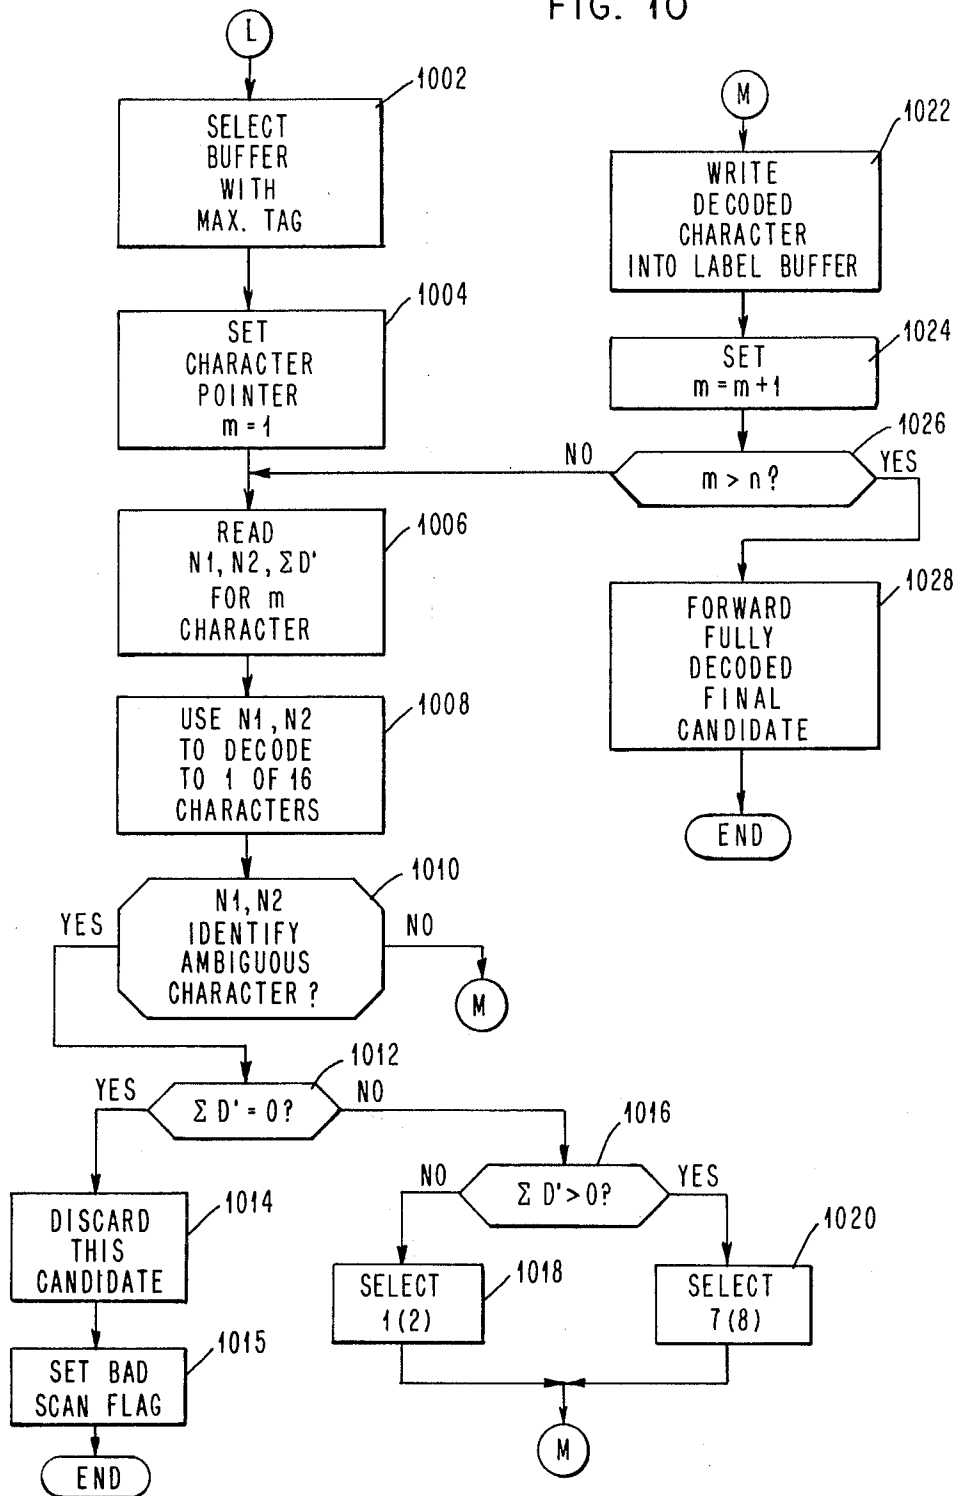 FIG. 10
L
1002
SELECT
BUFFER
WITH
MAX. TAG
1004
SET
CHARACTER
POINTER
m = 1
1006
READ
N1, N2, Σ D'
FOR m
CHARACTER
1008
USE N1, N2
TO DECODE
TO 1 OF 16
CHARACTERS
1010
N1, N2
IDENTIFY
AMBIGUOUS
CHARACTER ?
YES
NO
M
1012
Σ D' = 0?
YES
NO
1014
DISCARD
THIS
CANDIDATE
1015
SET BAD
SCAN FLAG
END
1016
Σ D' > 0?
NO
YES
1018
SELECT
1(2)
1020
SELECT
7(8)
M
M
1022
WRITE
DECODED
CHARACTER
INTO LABEL BUFFER
1024
SET
m = m + 1
1026
m > n?
NO
YES
1028
FORWARD
FULLY
DECODED
FINAL
CANDIDATE
END